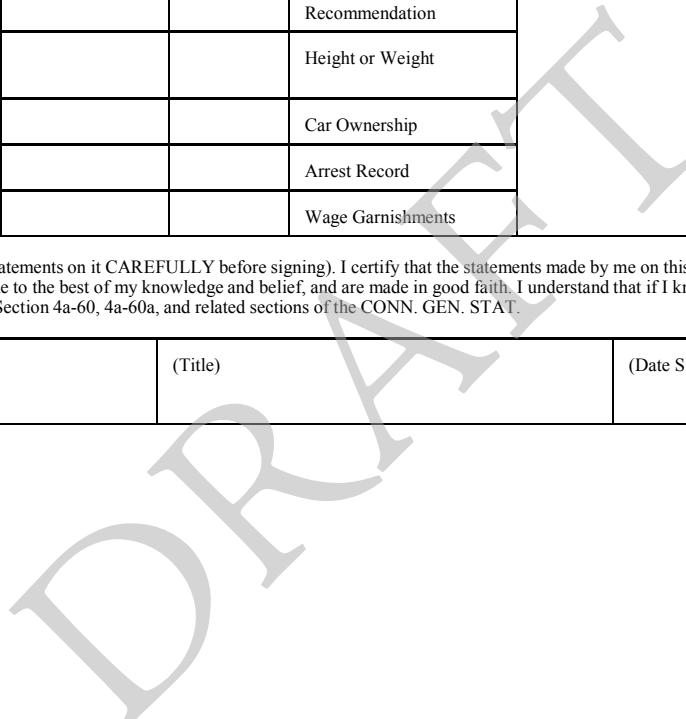 Recommendation
Height or Weight
Car Ownership
Arrest Record
Wage Garnishments
atements on it CAREFULLY before signing). I certify that the statements made by me on this
e to the best of my knowledge and belief, and are made in good faith. I understand that if I kn
Section 4a-60, 4a-60a, and related sections of the CONN. GEN. STAT.
(Title)
(Date S
DRAFT